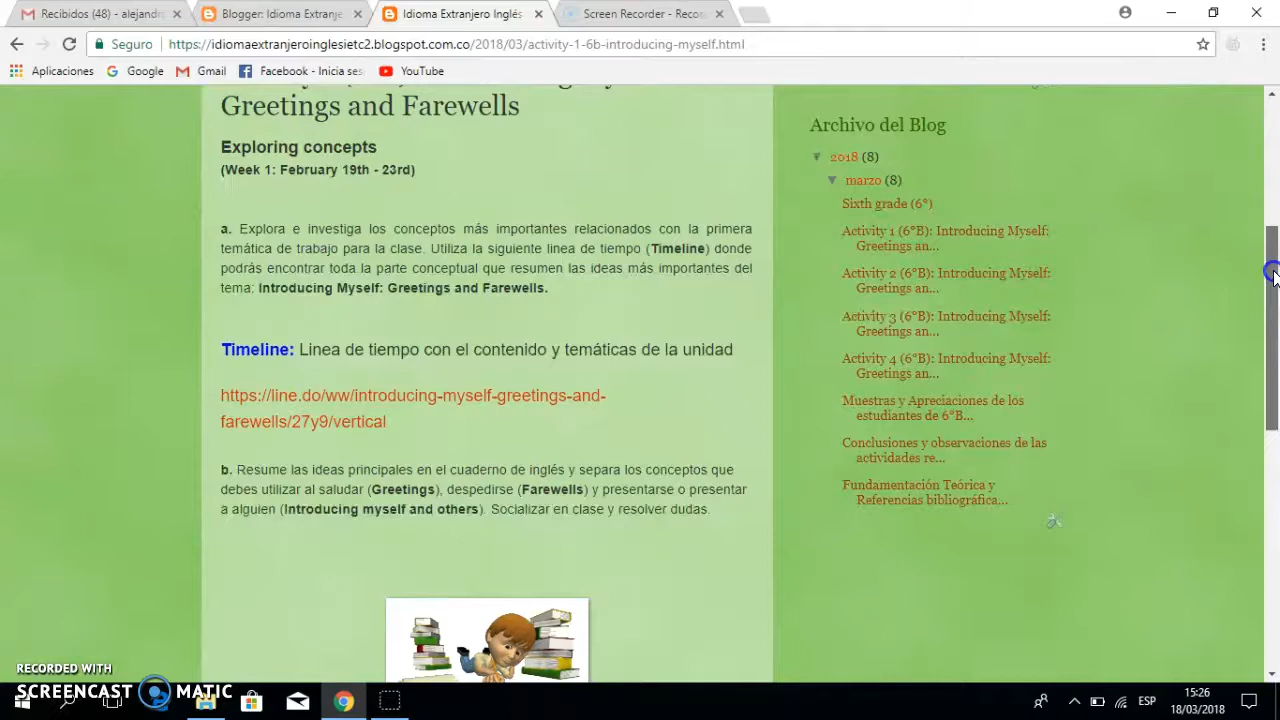 Recibidos (48) - alejandr
Blogger: Idioma Extranje
Idioma Extranjero Inglés
Screen Recorder - Recor
Seguro
https://idiomaextranjeroinglesietc2.blogspot.com.co/2018/03/activity-1-6b-introducing-myself.html
Aplicaciones
Google
Gmail
Facebook - Inicia ses
YouTube
Greetings and Farewells
Exploring concepts
(Week 1: February 19th - 23rd)
a. Explora e investiga los conceptos más importantes relacionados con la primera
temática de trabajo para la clase. Utiliza la siguiente linea de tiempo (Timeline) donde
podrás encontrar toda la parte conceptual que resumen las ideas más importantes del
tema: Introducing Myself: Greetings and Farewells.
Timeline: Linea de tiempo con el contenido y temáticas de la unidad
https://line.do/ww/introducing-myself-greetings-and-
farewells/27y9/vertical
b. Resume las ideas principales en el cuaderno de inglés y separa los conceptos que
debes utilizar al saludar (Greetings), despedirse (Farewells) y presentarse o presentar
a alguien (Introducing myself and others). Socializar en clase y resolver dudas.
Archivo del Blog
2018 (8)
marzo (8)
Sixth grade (6°)
Activity 1 (6°B): Introducing Myself:
Greetings an...
Activity 2 (6°B): Introducing Myself:
Greetings an...
Activity 3 (6°B): Introducing Myself:
Greetings an...
Activity 4 (6°B): Introducing Myself:
Greetings an...
Muestras y Apreciaciones de los
estudiantes de 6°B...
Conclusiones y observaciones de las
actividades re...
Fundamentación Teórica y
Referencias bibliográfica...
RECORDED WITH
SCREENCAST MATIC
ESP
15:26
18/03/2018